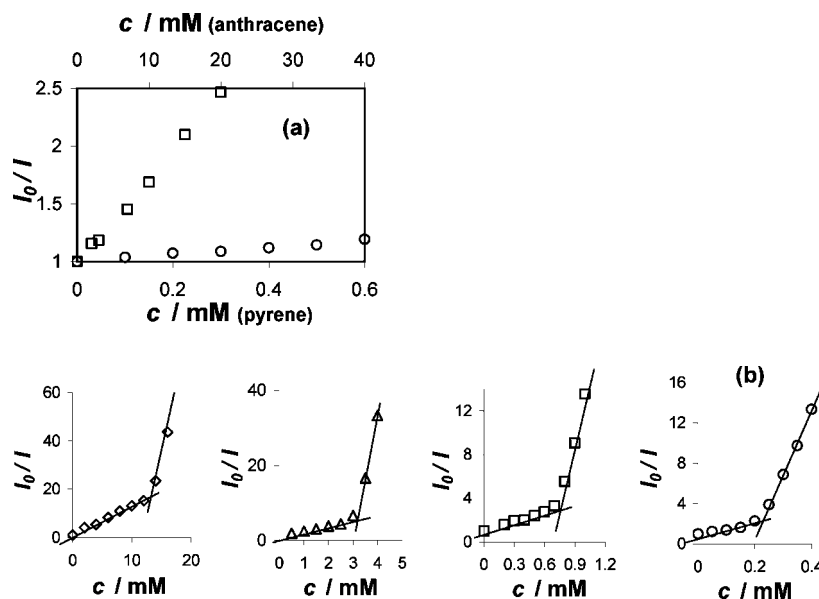 c / mM (anthracene)
0 10 20 30 40
2.5
2
1.5
1
I0 / I
(a)
0 0.2 0.4 0.6
c / mM (pyrene)
60
40
20
0
I0 / I
0 10 20
c / mM
40
20
0
I0 / I
0 1 2 3 4 5
c / mM
12
8
4
0
I0 / I
0 0.3 0.6 0.9 1.2
c / mM
(b)
16
12
8
4
0
I0 / I
0 0.2 0.4
c / mM